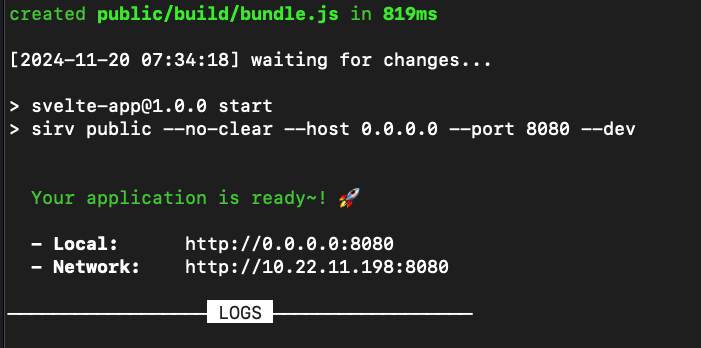 created public/build/bundle.js in 819ms
[2024-11-20 07:34:18] waiting for changes...
> svelte-app@1.0.0 start
> sirv public --no-clear --host 0.0.0.0 --port 8080 --dev
Your application is ready~! 🚀
- Local: http://0.0.0.0:8080
- Network: http://10.22.11.198:8080
LOGS